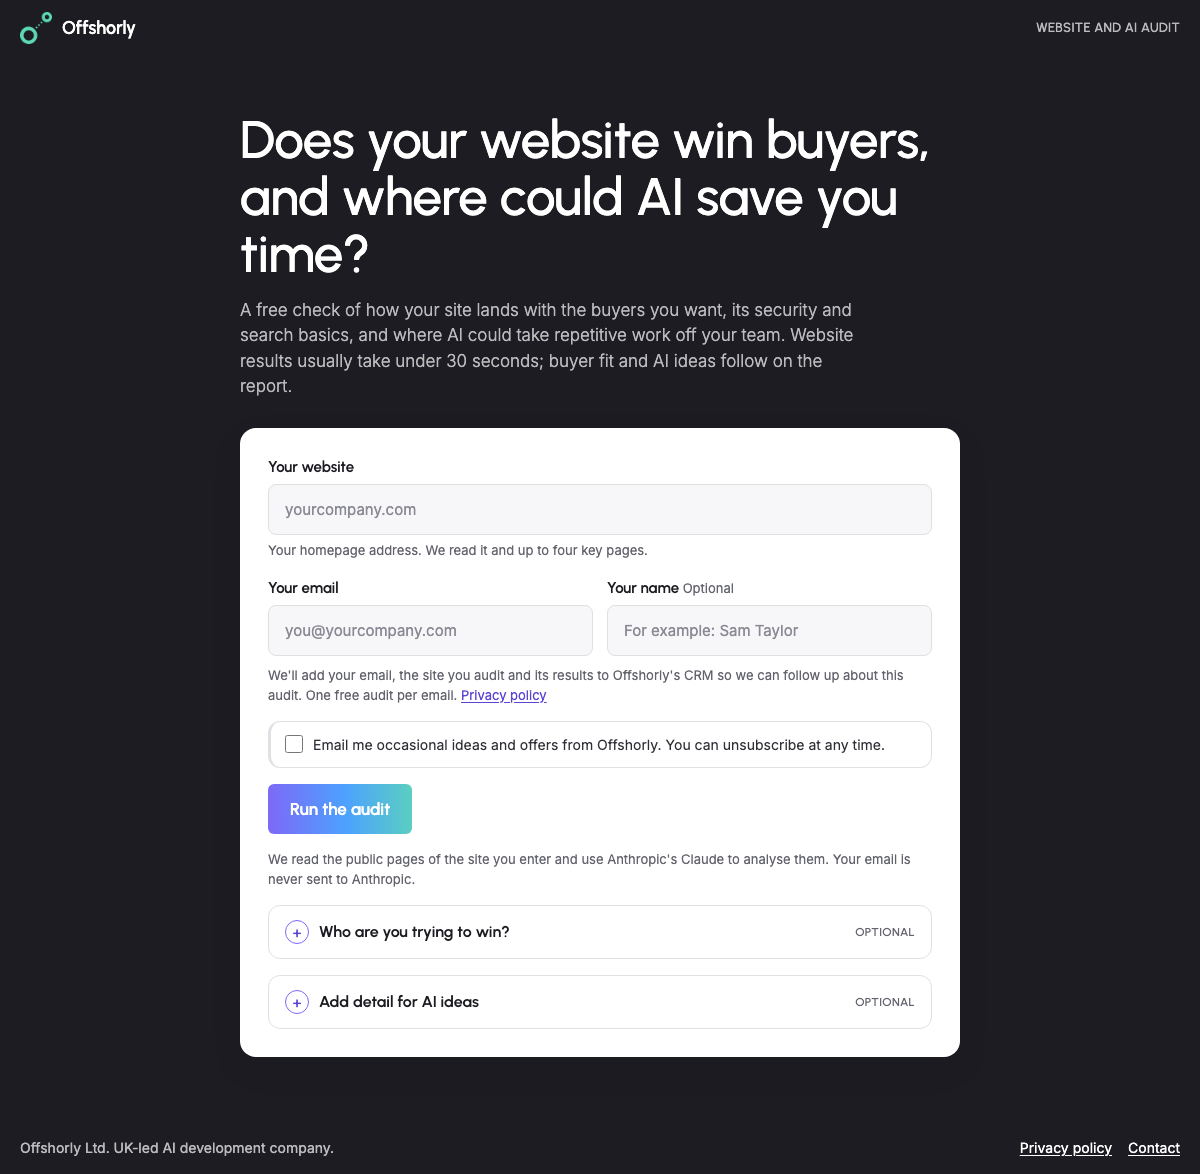 Offshorly
WEBSITE AND AI AUDIT
Does your website win buyers,
and where could AI save you
time?
A free check of how your site lands with the buyers you want, its security and
search basics, and where AI could take repetitive work off your team. Website
results usually take under 30 seconds; buyer fit and AI ideas follow on the
report.
Your website
yourcompany.com
Your homepage address. We read it and up to four key pages.
Your email
Your name Optional
you@yourcompany.com
For example: Sam Taylor
We'll add your email, the site you audit and its results to Offshorly's CRM so we can follow up about this
audit. One free audit per email. Privacy policy
Email me occasional ideas and offers from Offshorly. You can unsubscribe at any time.
Run the audit
We read the public pages of the site you enter and use Anthropic's Claude to analyse them. Your email is
never sent to Anthropic.
+ Who are you trying to win? OPTIONAL
+ Add detail for AI ideas OPTIONAL
Offshorly Ltd. UK-led AI development company.
Privacy policy Contact